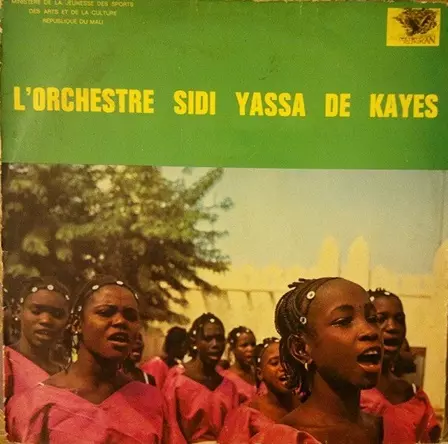 MINISTERE DE LA JEUNESSE DES SPORTS
DES ARTS ET DE LA CULTURE
REPUBLIQUE DU MALI
L'ORCHESTRE SIDI YASSA DE KAYES